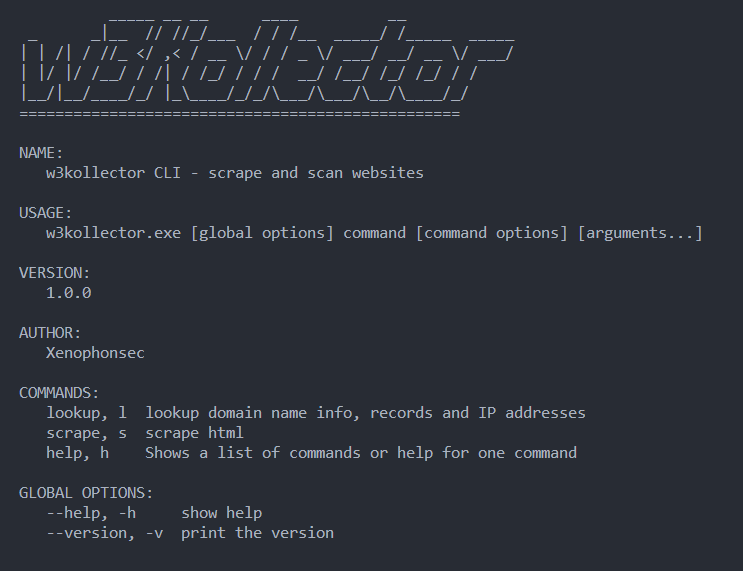 w3kollector
===============================================
NAME:
w3kollector CLI - scrape and scan websites
USAGE:
w3kollector.exe [global options] command [command options] [arguments...]
VERSION:
1.0.0
AUTHOR:
Xenophonsec
COMMANDS:
lookup, l  lookup domain name info, records and IP addresses
scrape, s  scrape html
help, h    Shows a list of commands or help for one command
GLOBAL OPTIONS:
--help, -h     show help
--version, -v  print the version